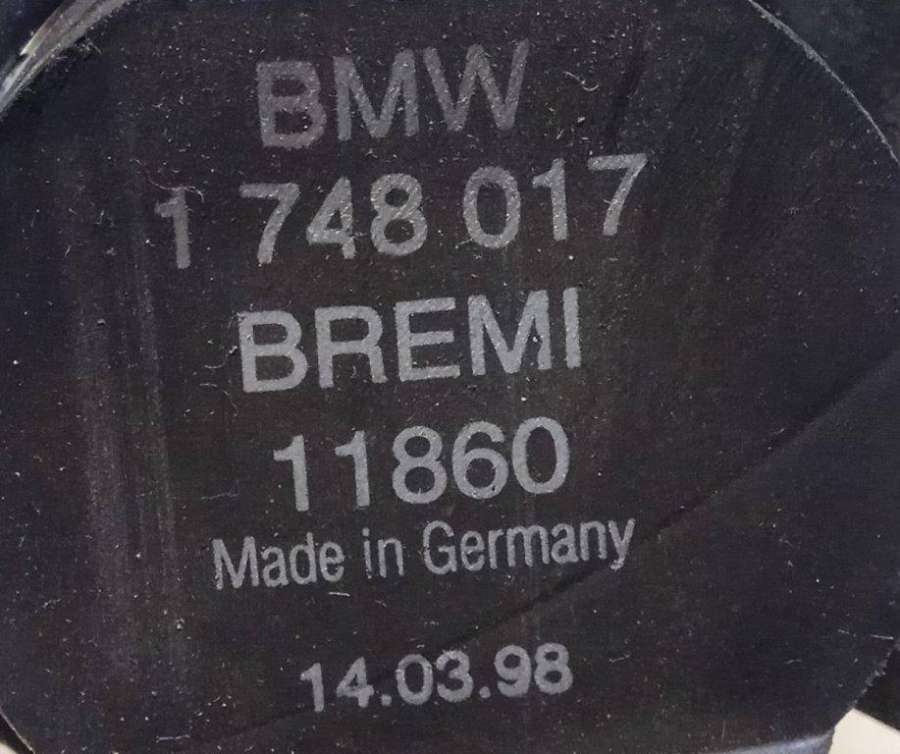 BMW
1 748 017
BREMI
11860
Made in Germany
14.03.98